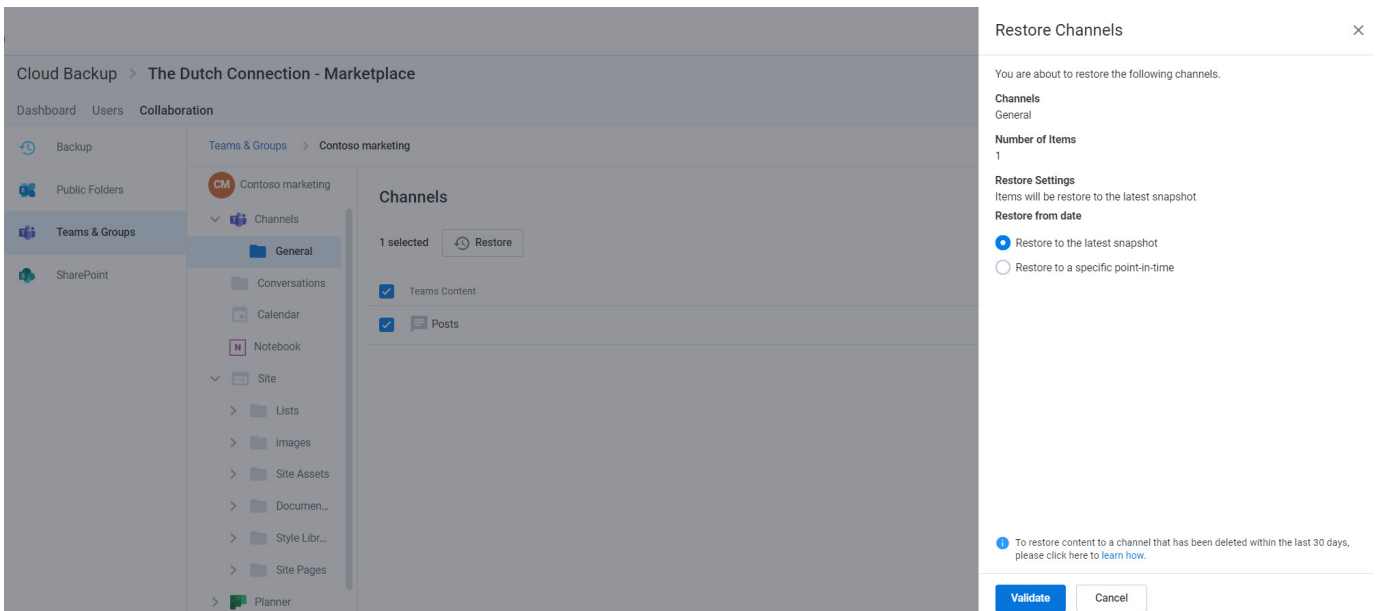 Cloud Backup > The Dutch Connection - Marketplace
Dashboard Users Collaboration
Backup
Public Folders
Teams & Groups
SharePoint
Teams & Groups > Contoso marketing
CM Contoso marketing
Channels
General
Conversations
Calendar
N Notebook
Site
Lists
images
Site Assets
Documen...
Style Libr...
Site Pages
Planner
Channels
1 selected Restore
Teams Content
Posts
Restore Channels
You are about to restore the following channels.
Channels
General
Number of Items
1
Restore Settings
Items will be restore to the latest snapshot
Restore from date
Restore to the latest snapshot
Restore to a specific point-in-time
To restore content to a channel that has been deleted within the last 30 days,
please click here to learn how.
Validate Cancel